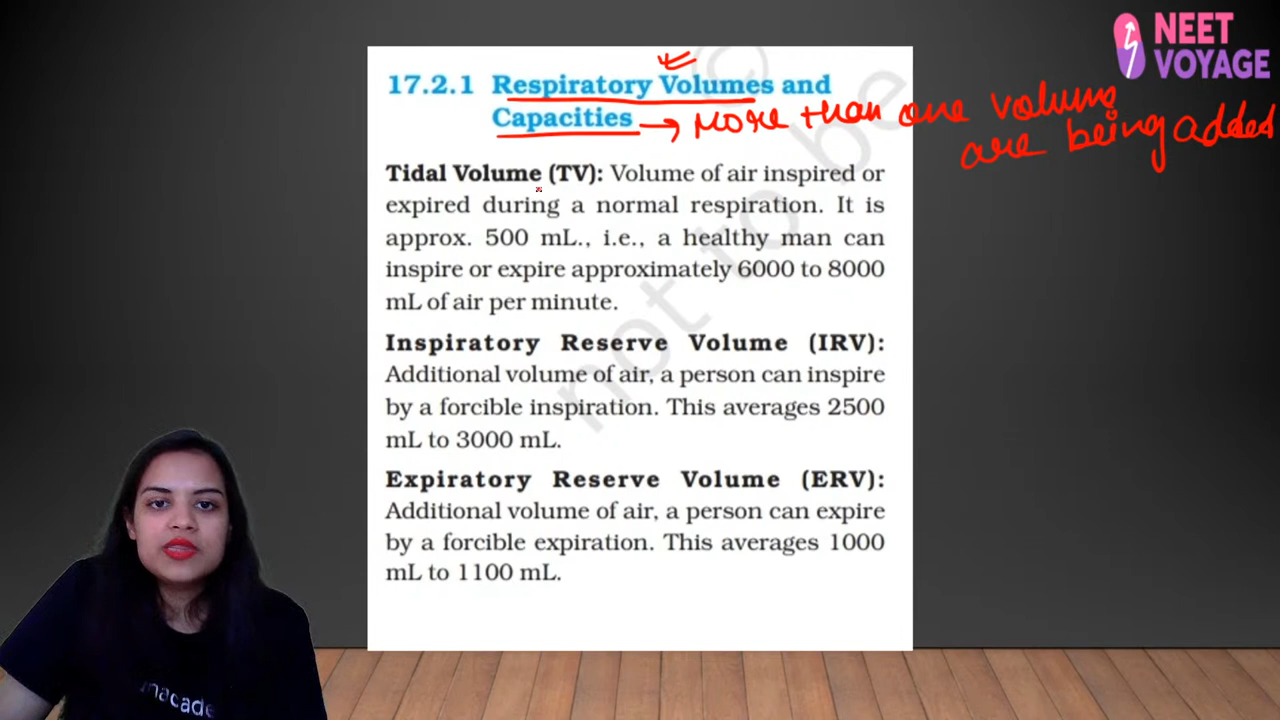 NEET
VOYAGE
17.2.1 Respiratory Volumes and
Capacities → More than one volume
are being added
Tidal Volume (TV): Volume of air inspired or
expired during a normal respiration. It is
approx. 500 mL., i.e., a healthy man can
inspire or expire approximately 6000 to 8000
mL of air per minute.
Inspiratory Reserve Volume (IRV):
Additional volume of air, a person can inspire
by a forcible inspiration. This averages 2500
mL to 3000 mL.
Expiratory Reserve Volume (ERV):
Additional volume of air, a person can expire
by a forcible expiration. This averages 1000
mL to 1100 mL.
©
not to be
nacade